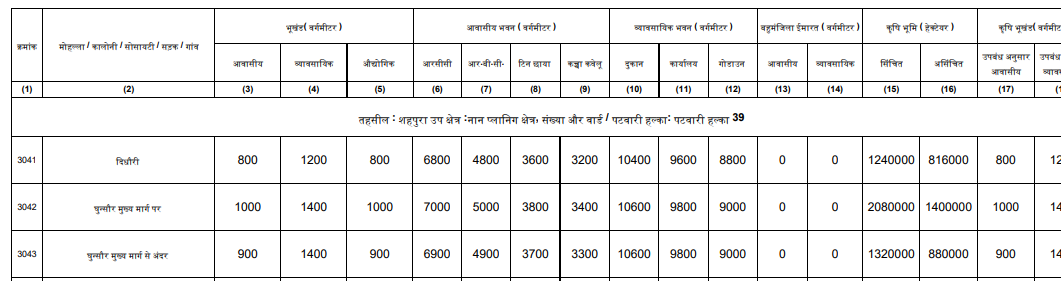 क्रमांक मोहल्ला / कालोनी / सोसायटी / सड़क / गांव भूखंड( वर्गमीटर ) आवासीय भवन ( वर्गमीटर ) व्यावसायिक भवन ( वर्गमीटर ) बहुमंजिला ईमारत ( वर्गमीटर ) कृषि भूमि ( हेक्टेयर ) कृषि भूखंड
आवासीय व्यावसायिक औद्योगिक आरसीसी आर-बी-सी- टिन छाया कच्चा कवेलू दुकान कार्यालय गोडाउन आवासीय व्यावसायिक सिंचित असिंचित उपबंध अनुसार आवासीय
(1) (2) (3) (4) (5) (6) (7) (8) (9) (10) (11) (12) (13) (14) (15) (16) (17)
तहसील : शहपुरा उप क्षेत्र :नान प्लानिग क्षेत्र, संख्या और वार्ड / पटवारी हल्का: पटवारी हल्का 39
3041 दिघौरी 800 1200 800 6800 4800 3600 3200 10400 9600 8800 0 0 1240000 816000 800
3042 घुन्सौर मुख्य मार्ग पर 1000 1400 1000 7000 5000 3800 3400 10600 9800 9000 0 0 2080000 1400000 1000
3043 घुन्सौर मुख्य मार्ग से अंदर 900 1400 900 6900 4900 3700 3300 10600 9800 9000 0 0 1320000 880000 900